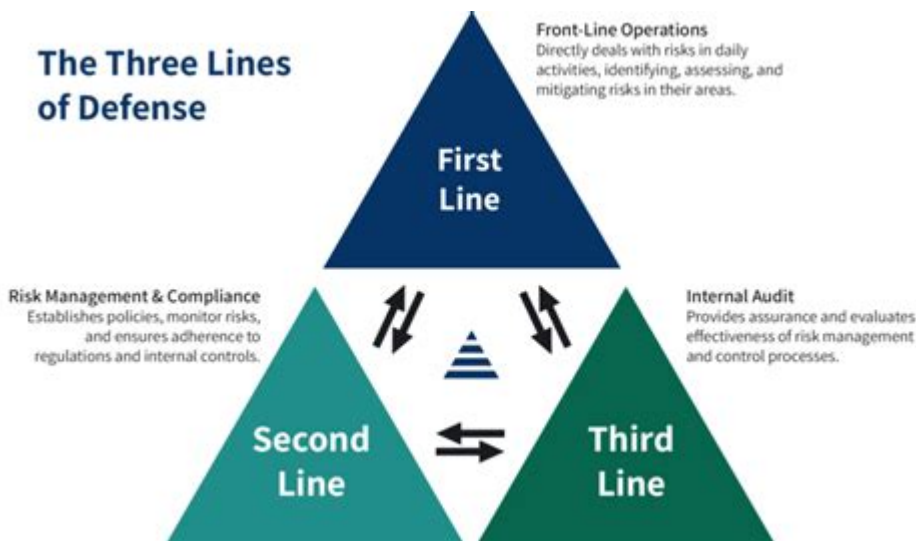 The Three Lines
of Defense
Front-Line Operations
Directly deals with risks in daily
activities, identifying, assessing, and
mitigating risks in their areas.
First
Line
Risk Management & Compliance
Establishes policies, monitor risks,
and ensures adherence to
regulations and internal controls.
Internal Audit
Provides assurance and evaluates
effectiveness of risk management
and control processes.
Second
Line
Third
Line